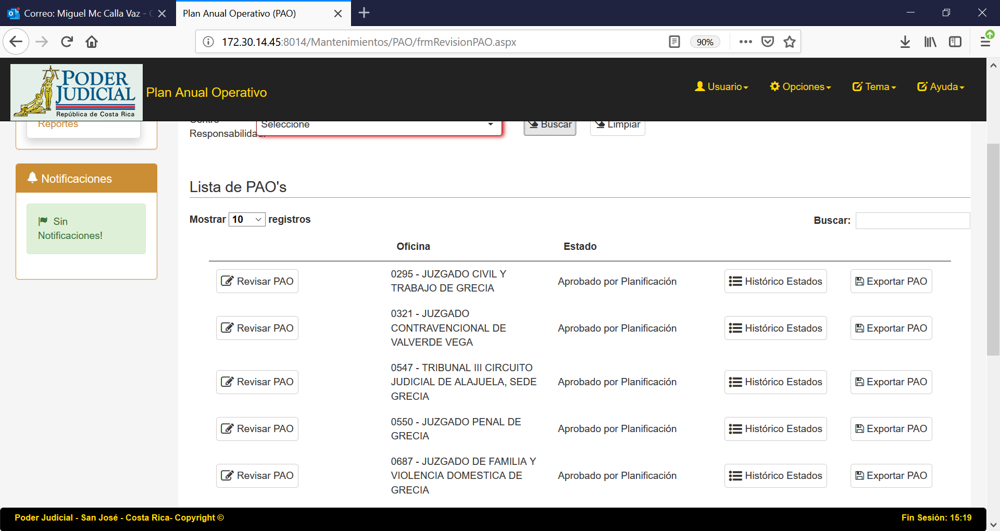 Correo: Miguel Mc Calla Vaz -
Plan Anual Operativo (PAO)
172.30.14.45:8014/Mantenimientos/PAO/frmRevisionPAO.aspx
90%
PODER
JUDICIAL
República de Costa Rica
Plan Anual Operativo
Usuario
Opciones
Tema
Ayuda
Reportes
Centro
Responsabilidad:
Seleccione
Buscar
Limpiar
Notificaciones
Sin
Notificaciones!
Lista de PAO's
Mostrar 10 registros
Buscar:
Oficina Estado
Revisar PAO
0295 - JUZGADO CIVIL Y
TRABAJO DE GRECIA
Aprobado por Planificación
Histórico Estados
Exportar PAO
Revisar PAO
0321 - JUZGADO
CONTRAVENCIONAL DE
VALVERDE VEGA
Aprobado por Planificación
Histórico Estados
Exportar PAO
Revisar PAO
0547 - TRIBUNAL III CIRCUITO
JUDICIAL DE ALAJUELA, SEDE
GRECIA
Aprobado por Planificación
Histórico Estados
Exportar PAO
Revisar PAO
0550 - JUZGADO PENAL DE
GRECIA
Aprobado por Planificación
Histórico Estados
Exportar PAO
Revisar PAO
0687 - JUZGADO DE FAMILIA Y
VIOLENCIA DOMESTICA DE
GRECIA
Aprobado por Planificación
Histórico Estados
Exportar PAO
Poder Judicial - San José - Costa Rica- Copyright ©
Fin Sesión: 15:19